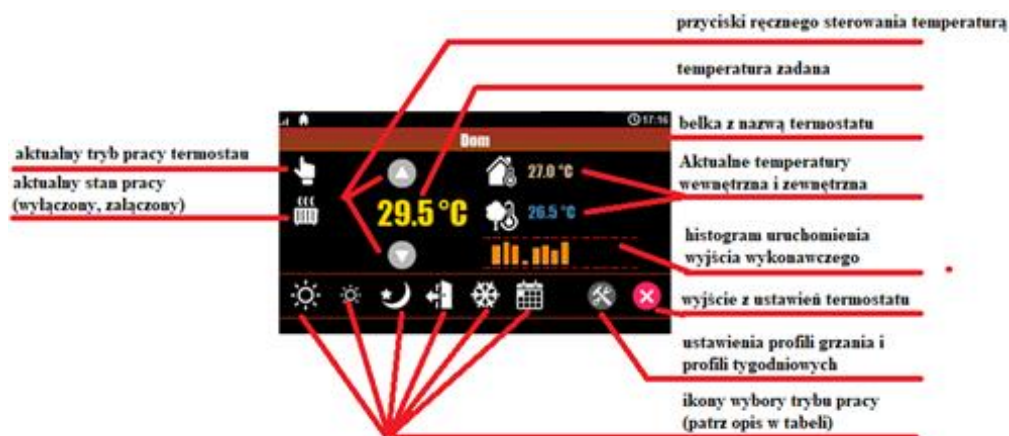 przyciski ręcznego sterowania temperaturą
temperatura zadana
17:16
belka z nazwą termostatu
Dom
aktualny tryb pracy termostau
aktualny stan pracy
(wyłączony, załączony)
Aktualne temperatury
wewnętrzna i zewnętrzna
27.0 °C
29.5 °C
26.5 °C
histogram uruchomienia
wyjścia wykonawczego
wyjście z ustawień termostatu
ustawienia profili grzania i
profili tygodniowych
ikony wybory trybu pracy
(patrz opis w tabeli)